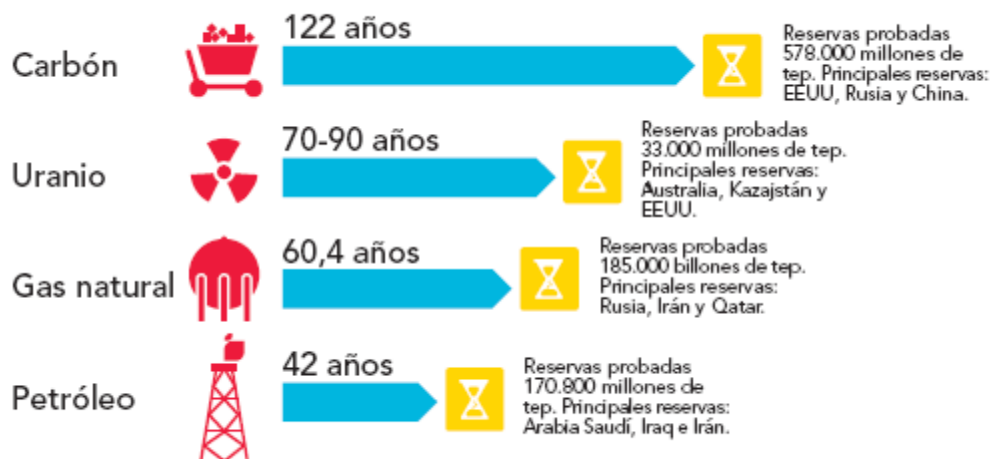 Carbón
122 años
Reservas probadas
578.000 millones de
tep. Principales reservas:
EEUU, Rusia y China.
Uranio
70-90 años
Reservas probadas
33.000 millones de tep.
Principales reservas:
Australia, Kazajstán y
EEUU.
Gas natural
60,4 años
Reservas probadas
185.000 billones de tep.
Principales reservas:
Rusia, Irán y Qatar.
Petróleo
42 años
Reservas probadas
170.800 millones de
tep. Principales reservas:
Arabia Saudí, Iraq e Irán.